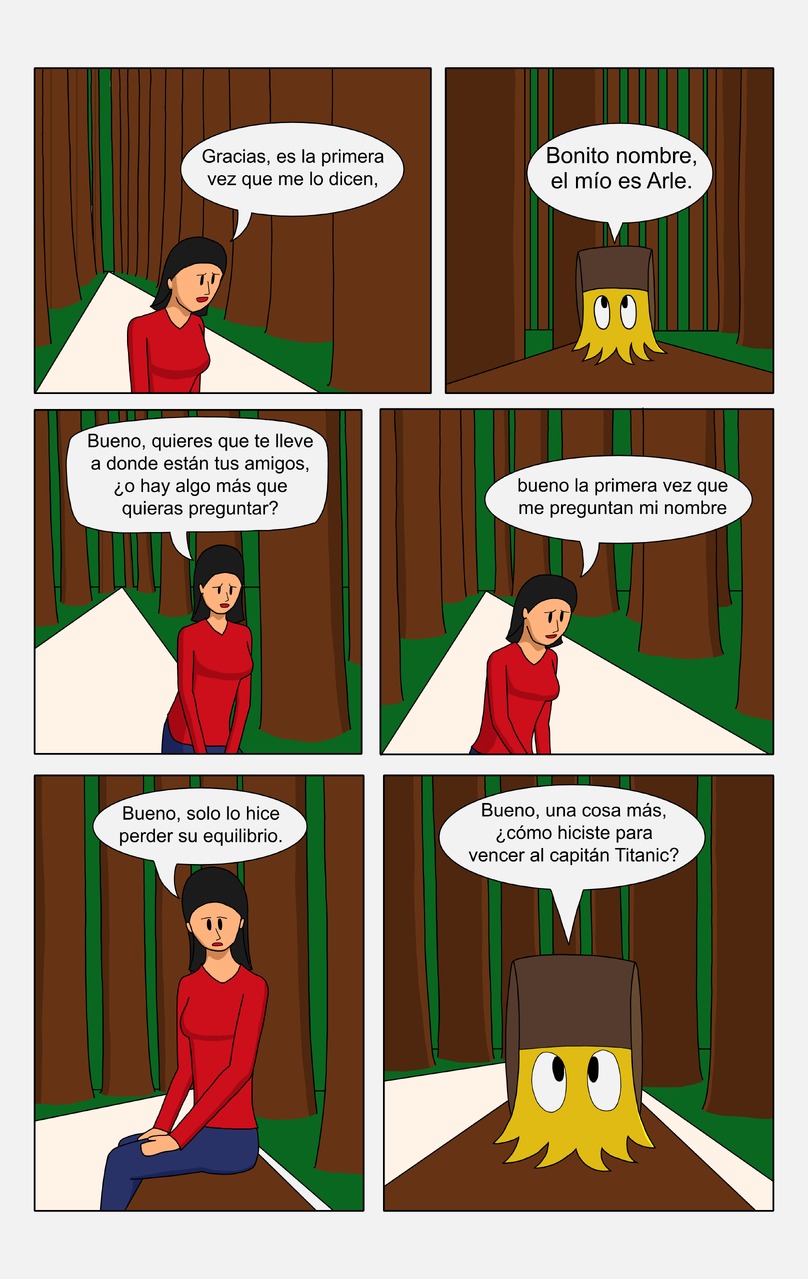 Bonito nombre,
el mío es Arle.
Gracias, es la primera
vez que me lo dicen,
bueno la primera vez que
me preguntan mi nombre
Bueno, quieres que te lleve
a donde están tus amigos,
¿o hay algo más que
quieras preguntar?
Bueno, una cosa más,
¿cómo hiciste para
vencer al capitán Titanic?
Bueno, solo lo hice
perder su equilibrio.